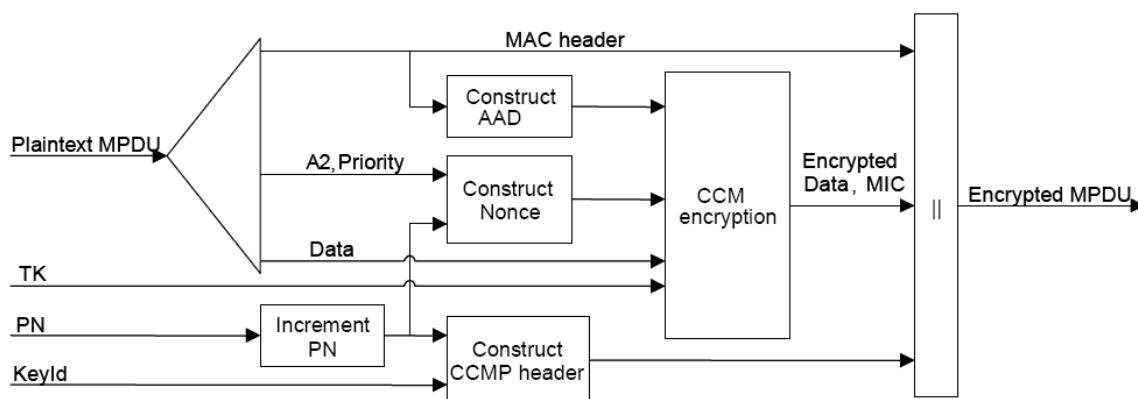 MAC header
Construct
AAD
Plaintext MPDU
A2,Priority
Construct
Nonce
CCM
encryption
Encrypted
Data, MIC
||
Encrypted MPDU
Data
TK
PN
Increment
PN
Construct
CCMP header
KeyId